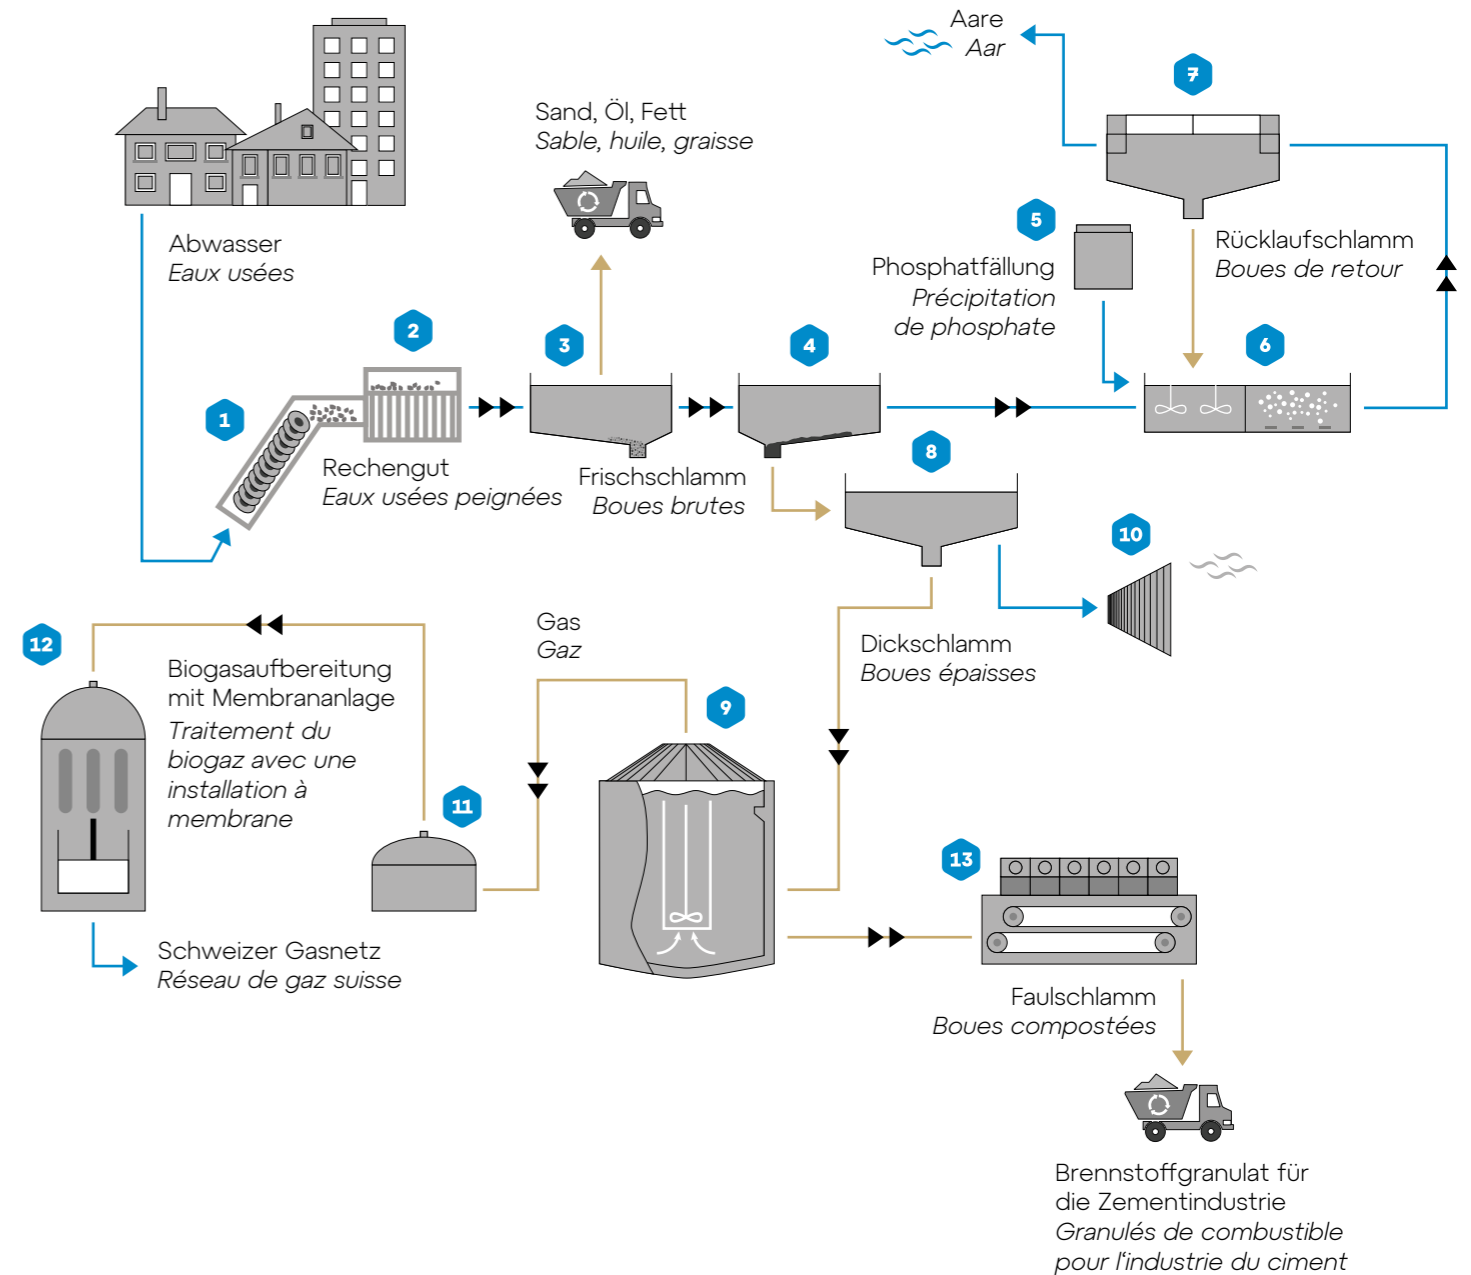 Aare
Aar
7
Sand, Öl, Fett
Sable, huile, graisse
5
Abwasser
Eaux usées
Phosphatfällung
Précipitation
de phosphate
Rücklaufschlamm
Boues de retour
1
2
3
4
6
Rechengut
Eaux usées peignées
Frischschlamm
Boues brutes
8
10
12
Gas
Gaz
Dickschlamm
Boues épaisses
Biogasaufbereitung
mit Membrananlage
Traitement du
biogaz avec une
installation à
membrane
9
11
13
Schweizer Gasnetz
Réseau de gaz suisse
Faulschlamm
Boues compostées
Brennstoffgranulat für
die Zementindustrie
Granulés de combustible
pour l'industrie du ciment